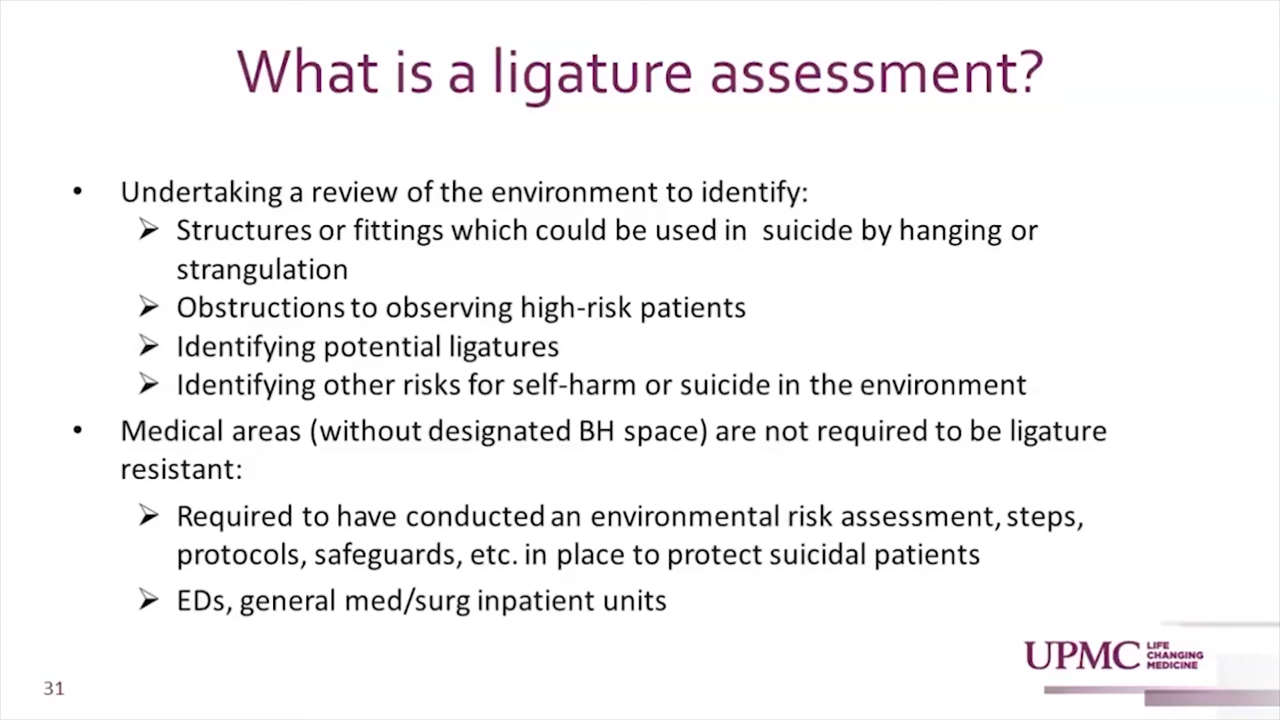 What is a ligature assessment?
• Undertaking a review of the environment to identify:
➢ Structures or fittings which could be used in suicide by hanging or
strangulation
➢ Obstructions to observing high-risk patients
➢ Identifying potential ligatures
➢ Identifying other risks for self-harm or suicide in the environment
• Medical areas (without designated BH space) are not required to be ligature
resistant:
➢ Required to have conducted an environmental risk assessment, steps,
protocols, safeguards, etc. in place to protect suicidal patients
➢ EDs, general med/surg inpatient units
UPMC
LIFE
CHANGING
MEDICINE
31